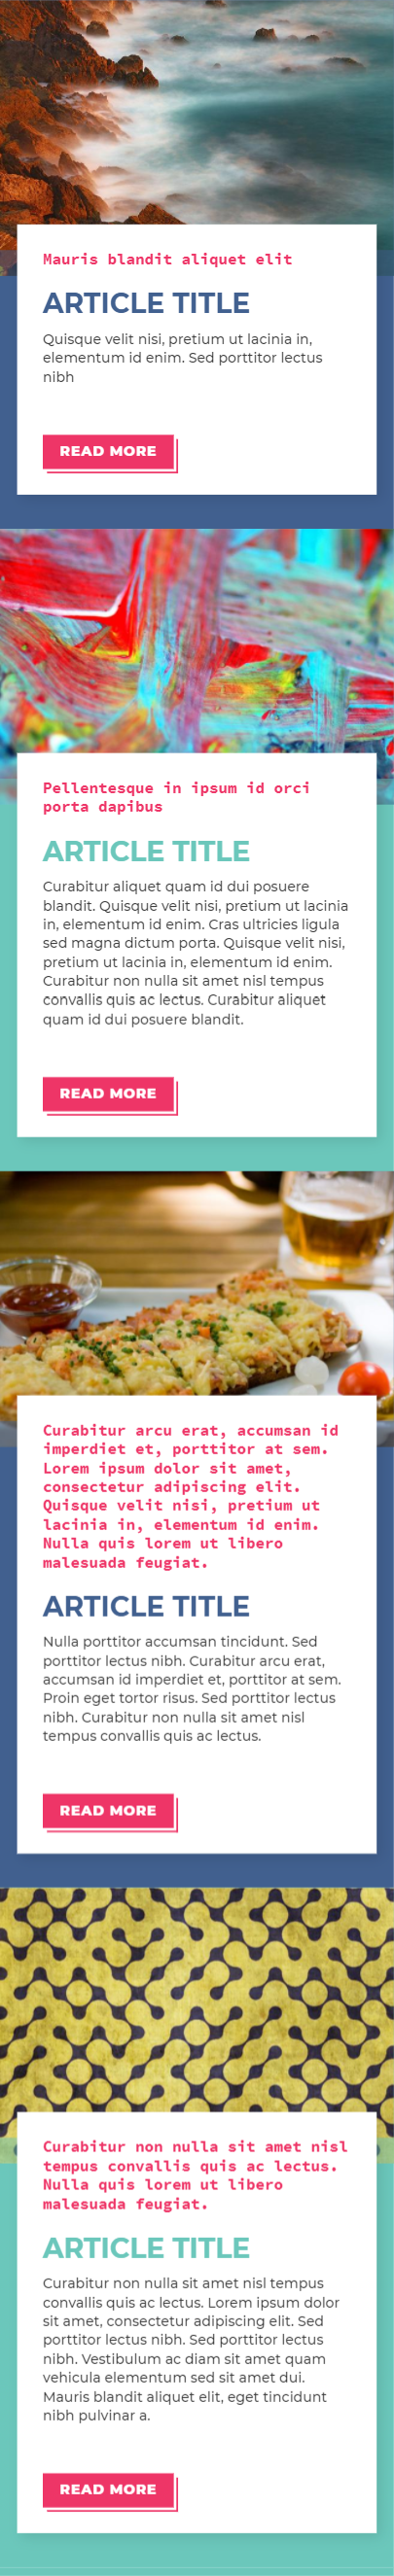 Mauris blandit aliquet elit
ARTICLE TITLE
Quisque velit nisi, pretium ut lacinia in,
elementum id enim. Sed porttitor lectus
nibh
READ MORE
Pellentesque in ipsum id orci
porta dapibus
ARTICLE TITLE
Curabitur aliquet quam id dui posuere
blandit. Quisque velit nisi, pretium ut lacinia
in, elementum id enim. Cras ultricies ligula
sed magna dictum porta. Quisque velit nisi,
pretium ut lacinia in, elementum id enim.
Curabitur non nulla sit amet nisl tempus
convallis quis ac lectus. Curabitur aliquet
quam id dui posuere blandit.
READ MORE
Curabitur arcu erat, accumsan id
imperdiet et, porttitor at sem.
Lorem ipsum dolor sit amet,
consectetur adipiscing elit.
Quisque velit nisi, pretium ut
lacinia in, elementum id enim.
Nulla quis lorem ut libero
malesuada feugiat.
ARTICLE TITLE
Nulla porttitor accumsan tincidunt. Sed
porttitor lectus nibh. Curabitur arcu erat,
accumsan id imperdiet et, porttitor at sem.
Proin eget tortor risus. Sed porttitor lectus
nibh. Curabitur non nulla sit amet nisl
tempus convallis quis ac lectus.
READ MORE
Curabitur non nulla sit amet nisl
tempus convallis quis ac lectus.
Nulla quis lorem ut libero
malesuada feugiat.
ARTICLE TITLE
Curabitur non nulla sit amet nisl tempus
convallis quis ac lectus. Lorem ipsum dolor
sit amet, consectetur adipiscing elit. Sed
porttitor lectus nibh. Sed porttitor lectus
nibh. Vestibulum ac diam sit amet quam
vehicula elementum sed sit amet dui.
Mauris blandit aliquet elit, eget tincidunt
nibh pulvinar a.
READ MORE